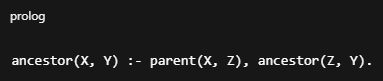 prolog
ancestor(X, Y) :- parent(X, Z), ancestor(Z, Y).